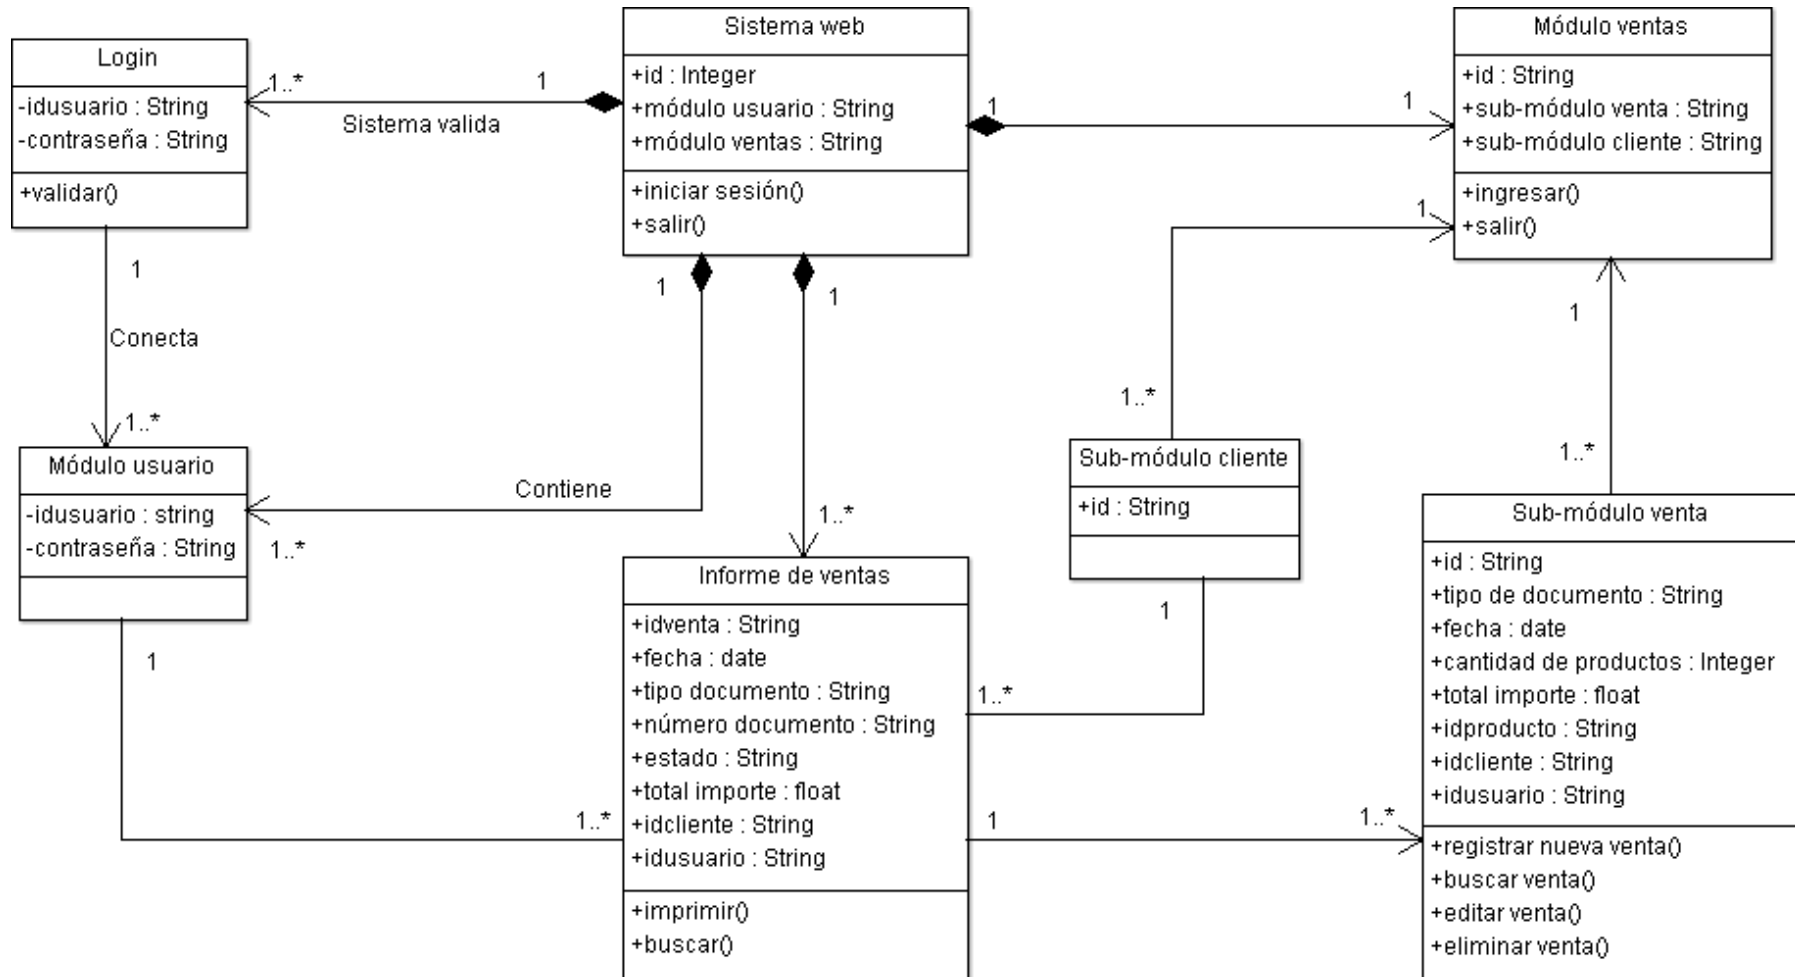 Login
-idusuario : String
-contraseña : String
+validar()
1..*
1
Sistema valida
Sistema web
+id : Integer
+módulo usuario : String
+módulo ventas : String
+iniciar sesión()
+salir()
1
1
Módulo ventas
+id : String
+sub-módulo venta : String
+sub-módulo cliente : String
+ingresar()
+salir()
1
1
1
1
1
Conecta
1..*
1..*
1..*
1..*
Módulo usuario
-idusuario : string
-contraseña : String
1..*
Contiene
1
Informe de ventas
+idventa : String
+fecha : date
+tipo documento : String
+número documento : String
+estado : String
+total importe : float
+idcliente : String
+idusuario : String
+imprimir()
+buscar()
Sub-módulo cliente
+id : String
1
1..*
1..*
1
1..*
Sub-módulo venta
+id : String
+tipo de documento : String
+fecha : date
+cantidad de productos : Integer
+total importe : float
+idproducto : String
+idcliente : String
+idusuario : String
+registrar nueva venta()
+buscar venta()
+editar venta()
+eliminar venta()